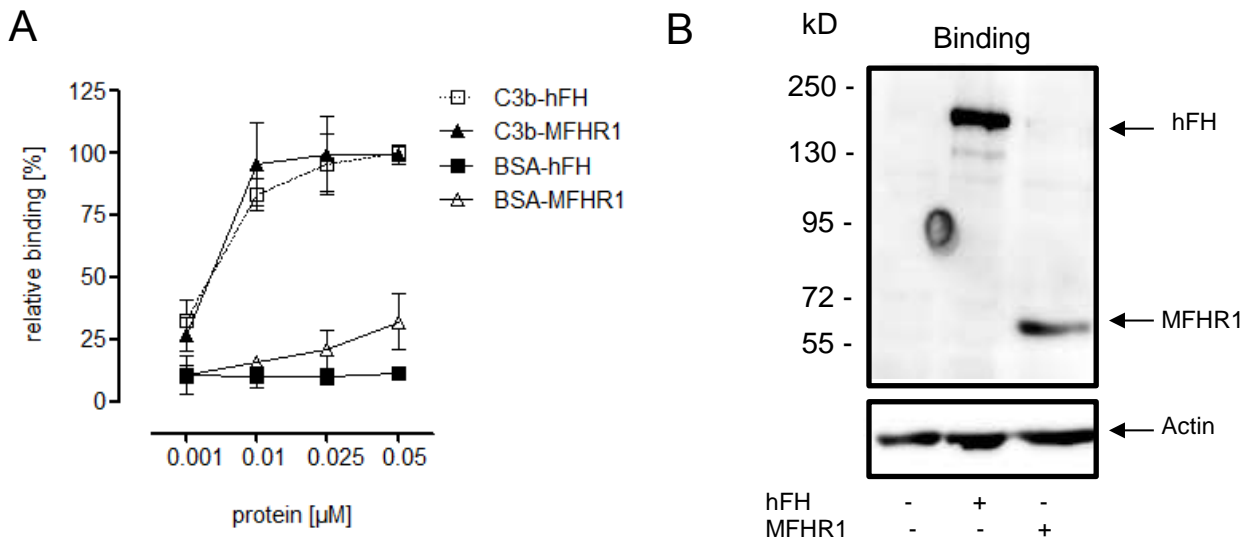 A
125
100
75
50
25
0
relative binding [%]
0.001 0.01 0.025 0.05
protein [µM]
C3b-hFH
C3b-MFHR1
BSA-hFH
BSA-MFHR1
B
kD
Binding
250 -
130 -
95 -
72 -
55 -
hFH
MFHR1
Actin
hFH - + -
MFHR1 - - +